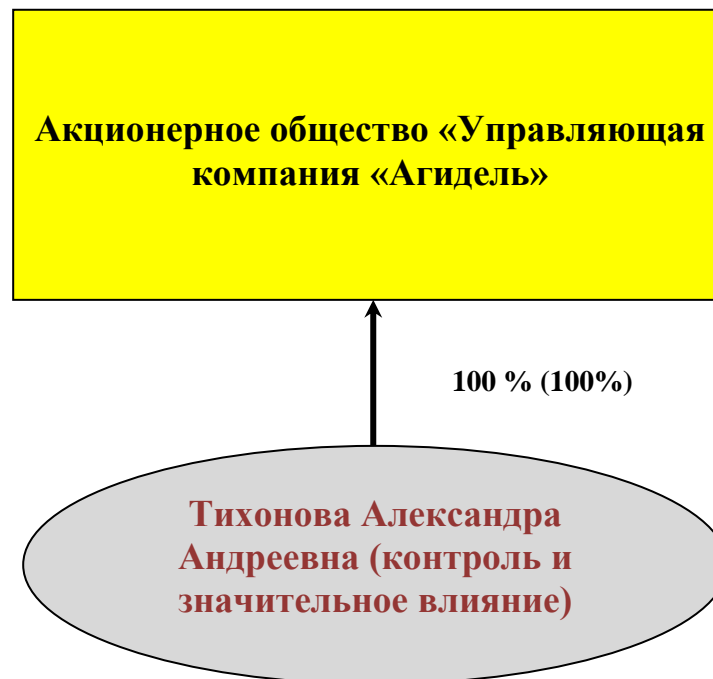 Акционерное общество «Управляющая
компания «Агидель»
100 % (100%)
Тихонова Александра
Андреевна (контроль и
значительное влияние)